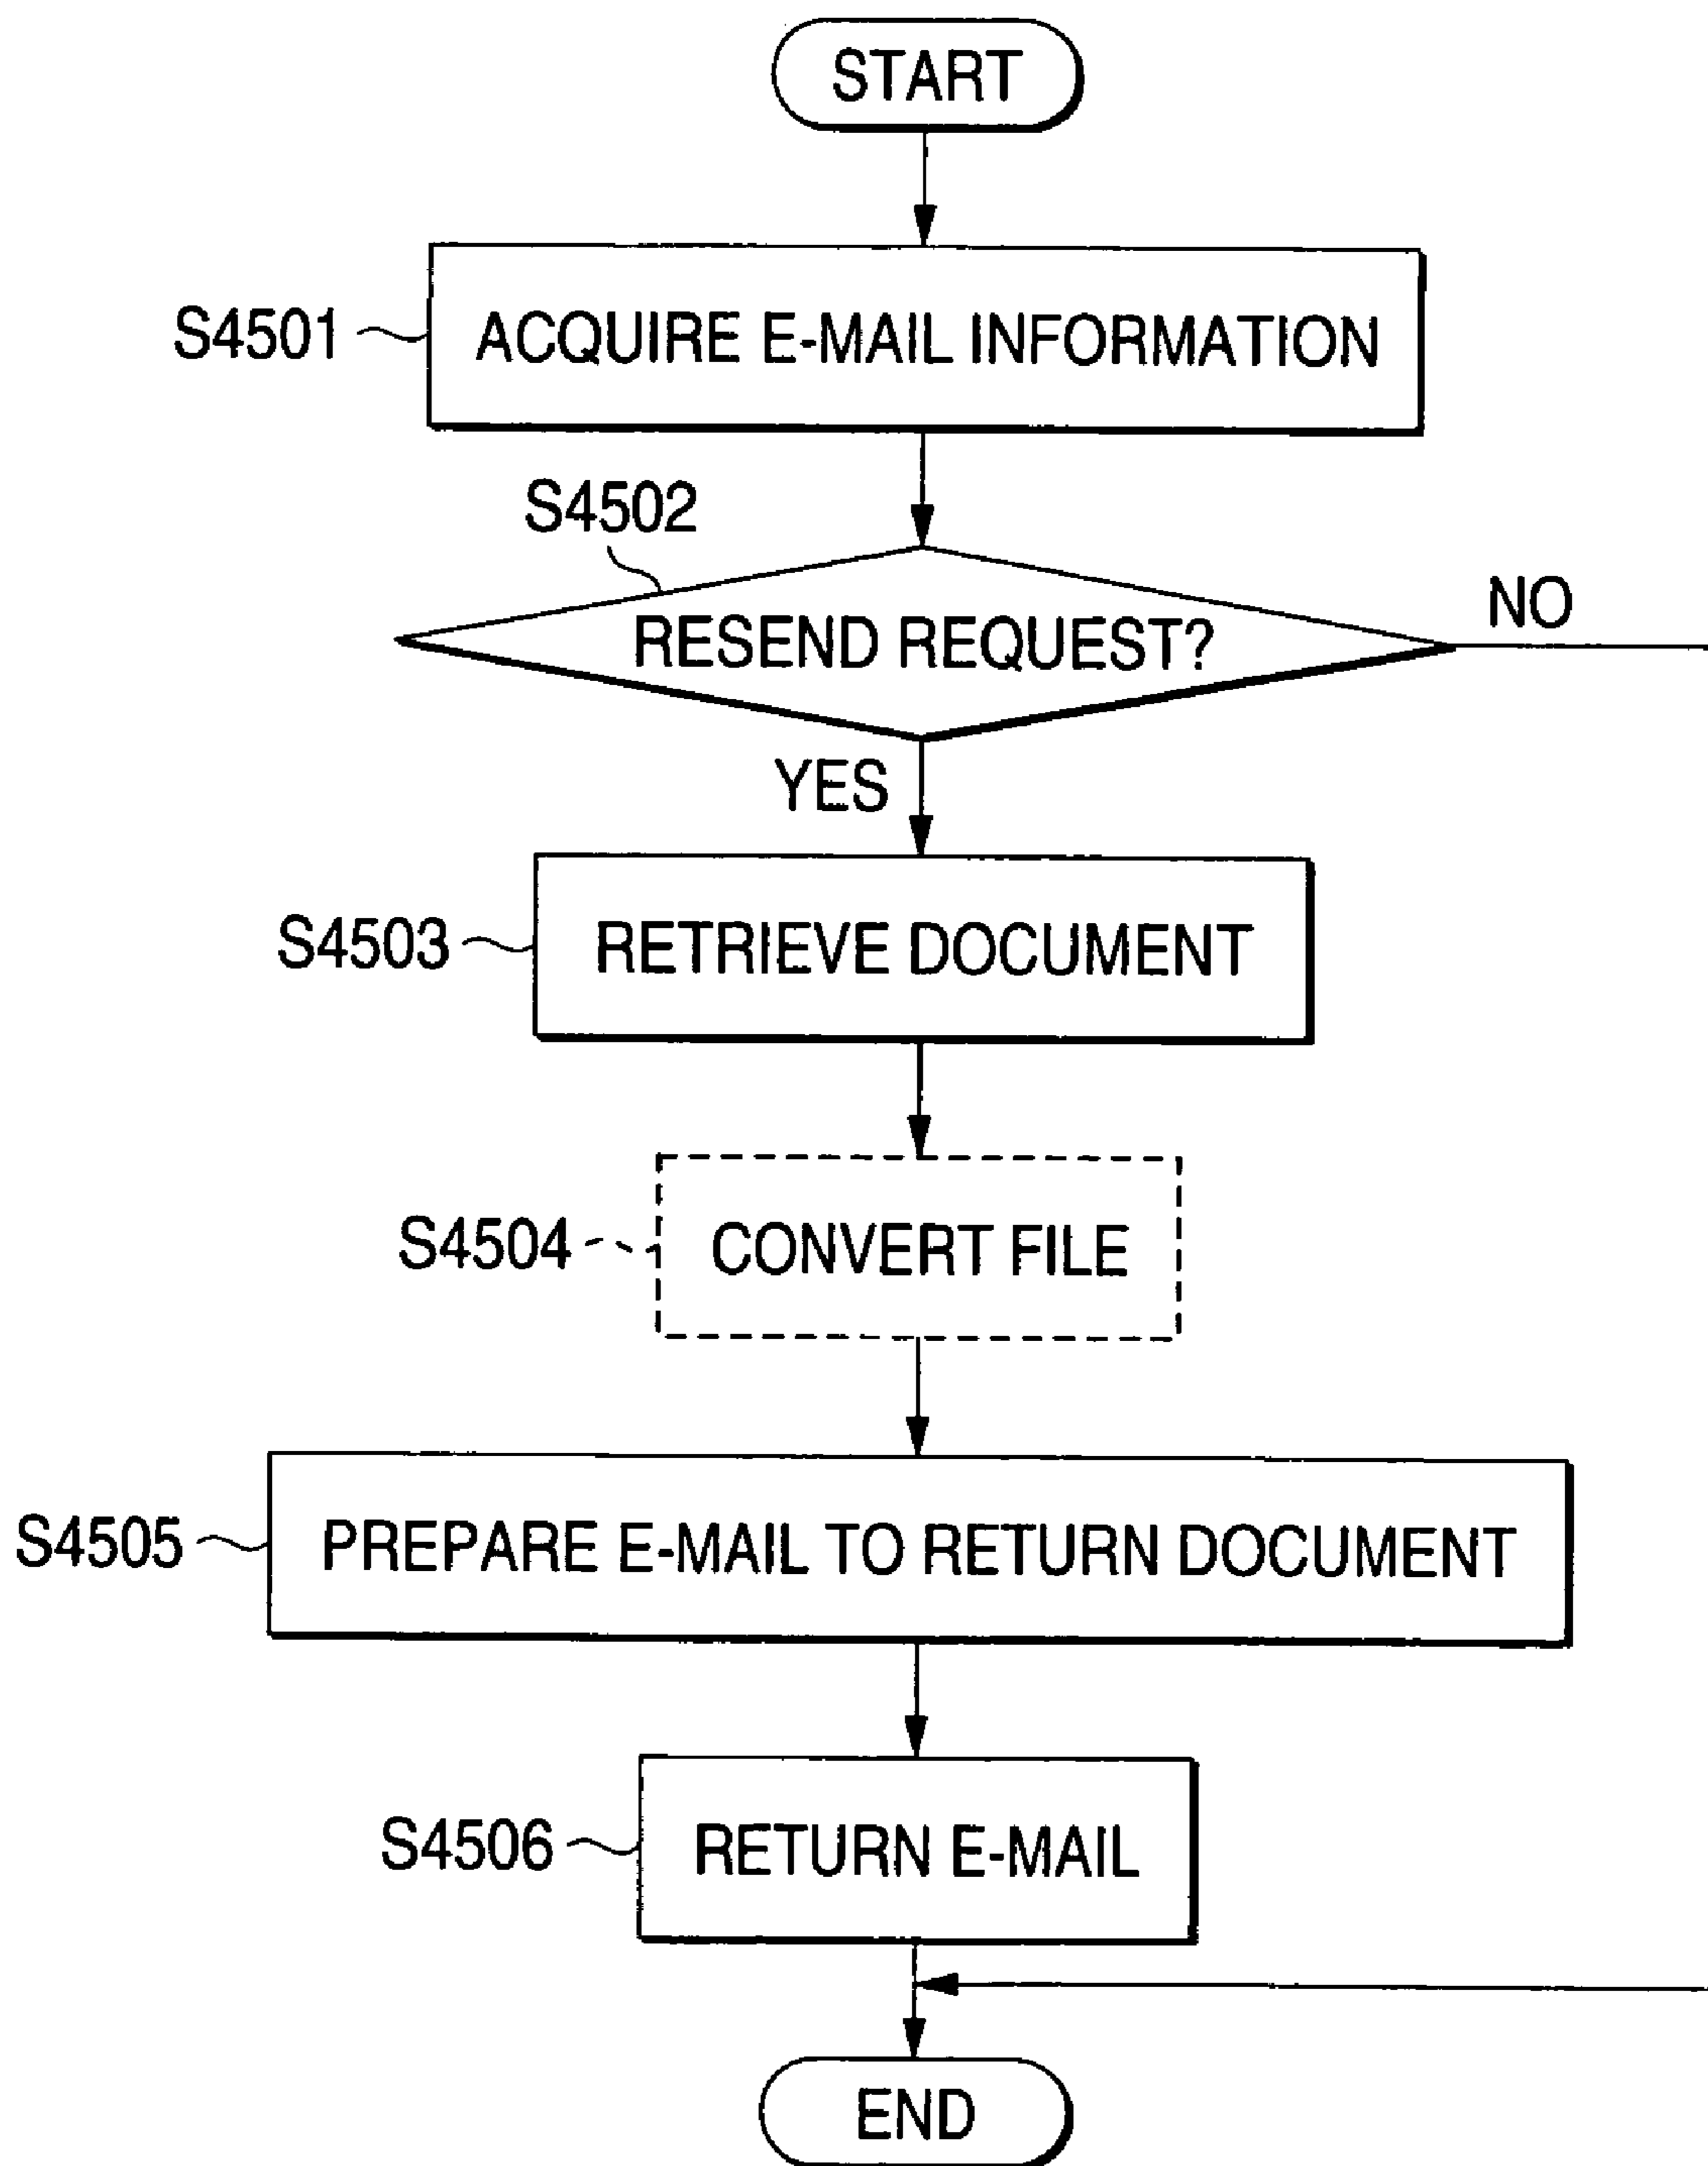 START
S4501
ACQUIRE E-MAIL INFORMATION
S4502
RESEND REQUEST?
NO
YES
S4503
RETRIEVE DOCUMENT
S4504
CONVERT FILE
S4505
PREPARE E-MAIL TO RETURN DOCUMENT
S4506
RETURN E-MAIL
END